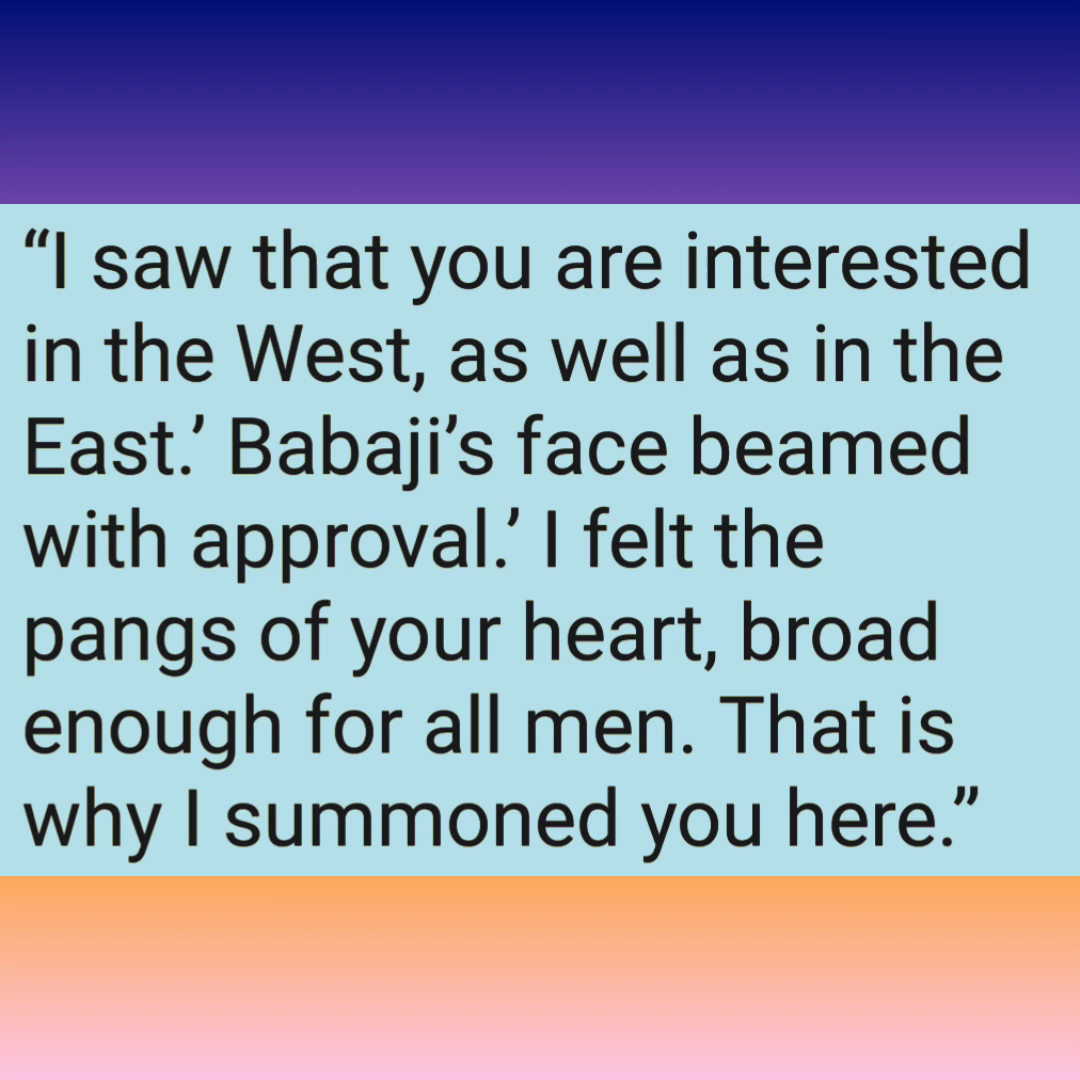 “I saw that you are interested
in the West, as well as in the
East.’ Babaji’s face beamed
with approval.’ I felt the
pangs of your heart, broad
enough for all men. That is
why I summoned you here.”